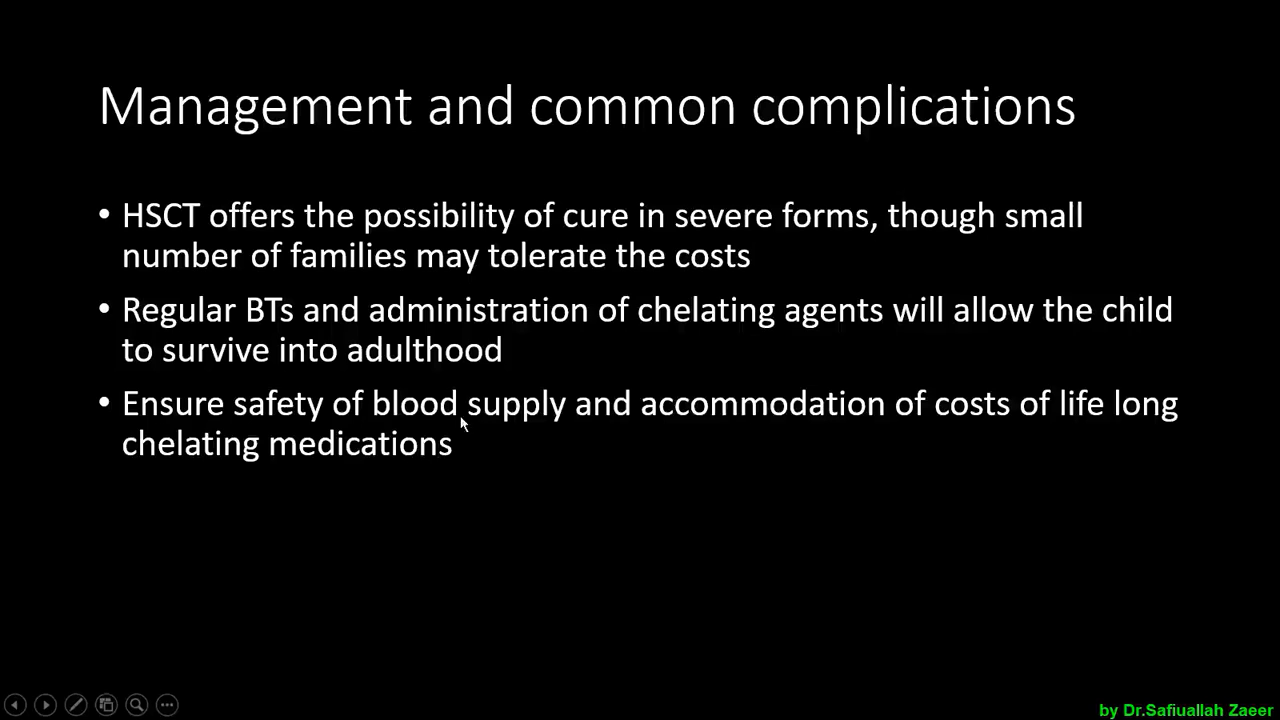 Management and common complications
• HSCT offers the possibility of cure in severe forms, though small
number of families may tolerate the costs
• Regular BTs and administration of chelating agents will allow the child
to survive into adulthood
• Ensure safety of blood supply and accommodation of costs of life long
chelating medications
by Dr.Safiuallah Zaeer